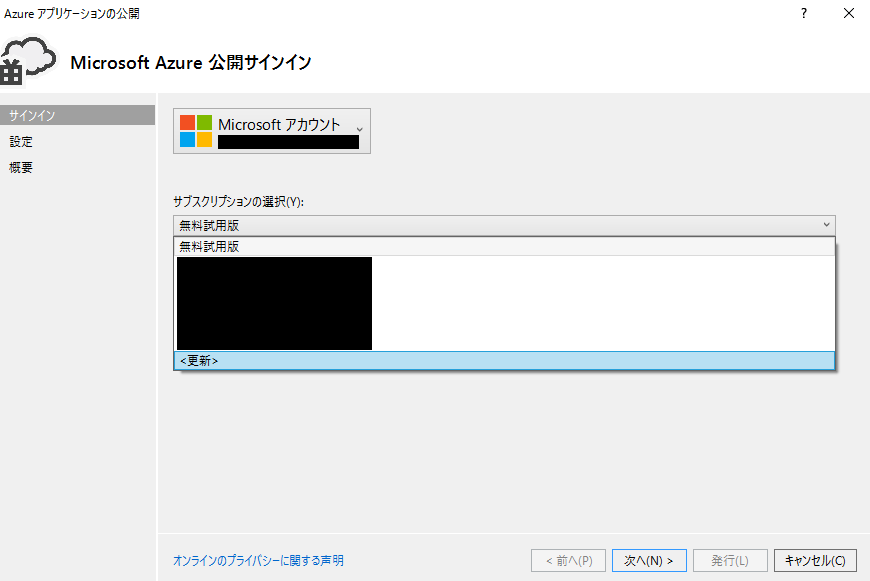 Azure アプリケーションの公開
?
Microsoft Azure 公開サインイン
サインイン
設定
概要
Microsoft アカウント
サブスクリプションの選択(Y):
無料試用版
無料試用版
<更新>
オンラインのプライバシーに関する声明
< 前へ(P)
次へ(N) >
発行(L)
キャンセル(C)